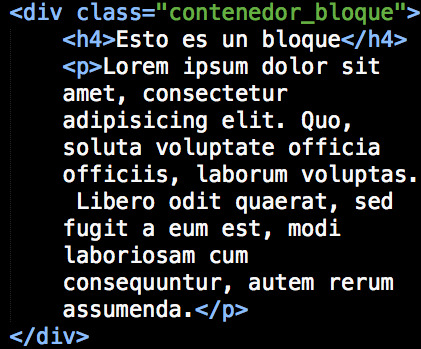 <div class="contenedor_bloque">
<h4>Esto es un bloque</h4>
<p>Lorem ipsum dolor sit
amet, consectetur
adipisicing elit. Quo,
soluta voluptate officia
officiis, laborum voluptas.
Libero odit quaerat, sed
fugit a eum est, modi
laboriosam cum
consequuntur, autem rerum
assumenda.</p>
</div>